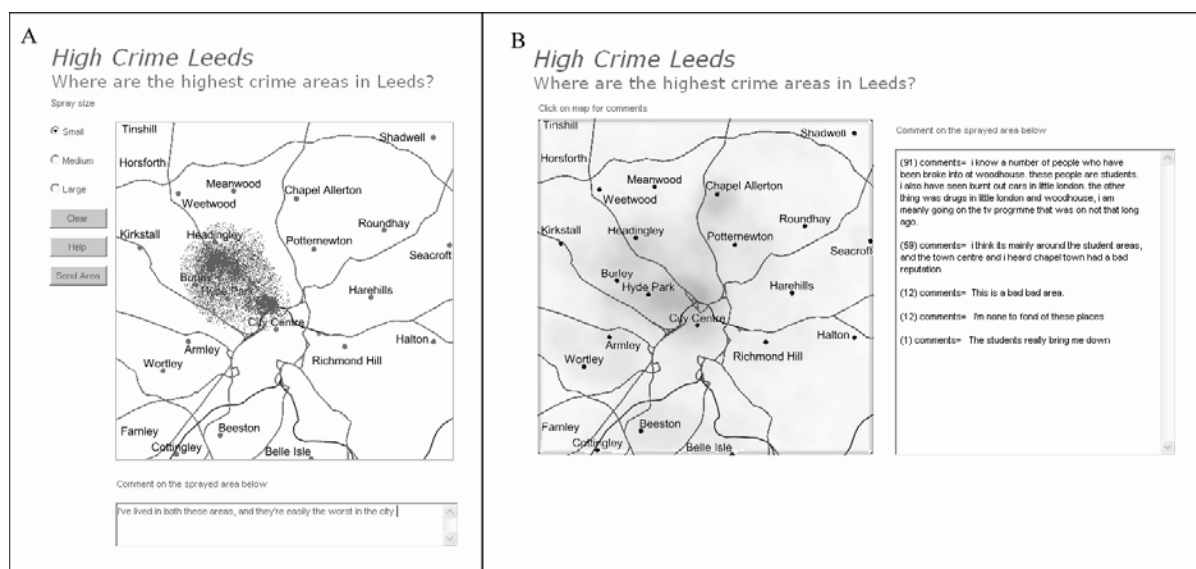 A
High Crime Leeds
Where are the highest crime areas in Leeds?
Spray size
Small
Medium
Large
Clear
Help
Send Area
Tinshill
Shadwell
Horsforth
Meanwood
Chapel Allerton
Weetwood
Roundhay
Kirkstall
Headingley
Potternewton
Seacroft
Burley
Hyde Park
Harehills
City Centre
Armley
Halton
Richmond Hill
Wortley
Farnley
Beeston
Cottingley
Belle Isle
Comment on the sprayed area below
I've lived in both these areas, and they're easily the worst in the city
B
High Crime Leeds
Where are the highest crime areas in Leeds?
Click on map for comments
Tinshill
Shadwell
Horsforth
Meanwood
Chapel Allerton
Weetwood
Roundhay
Kirkstall
Headingley
Potternewton
Seacroft
Burley
Hyde Park
Harehills
City Centre
Armley
Halton
Richmond Hill
Wortley
Farnley
Beeston
Cottingley
Belle Isle
Comment on the sprayed area below
(91) comments= i know a number of people who have
been broke into at woodhouse. these people are students.
i also have seen burnt out cars in little london. the other
thing was drugs in little london and woodhouse, i am
meanly going on the tv progrmne that was on not that long
ago.
(59) comments= i think its mainly around the student areas,
and the town centre and i heard chapel town had a bad
reputation
(12) comments= This is a bad bad area.
(12) comments= I'm none to fond of these places
(1) comments= The students really bring me down